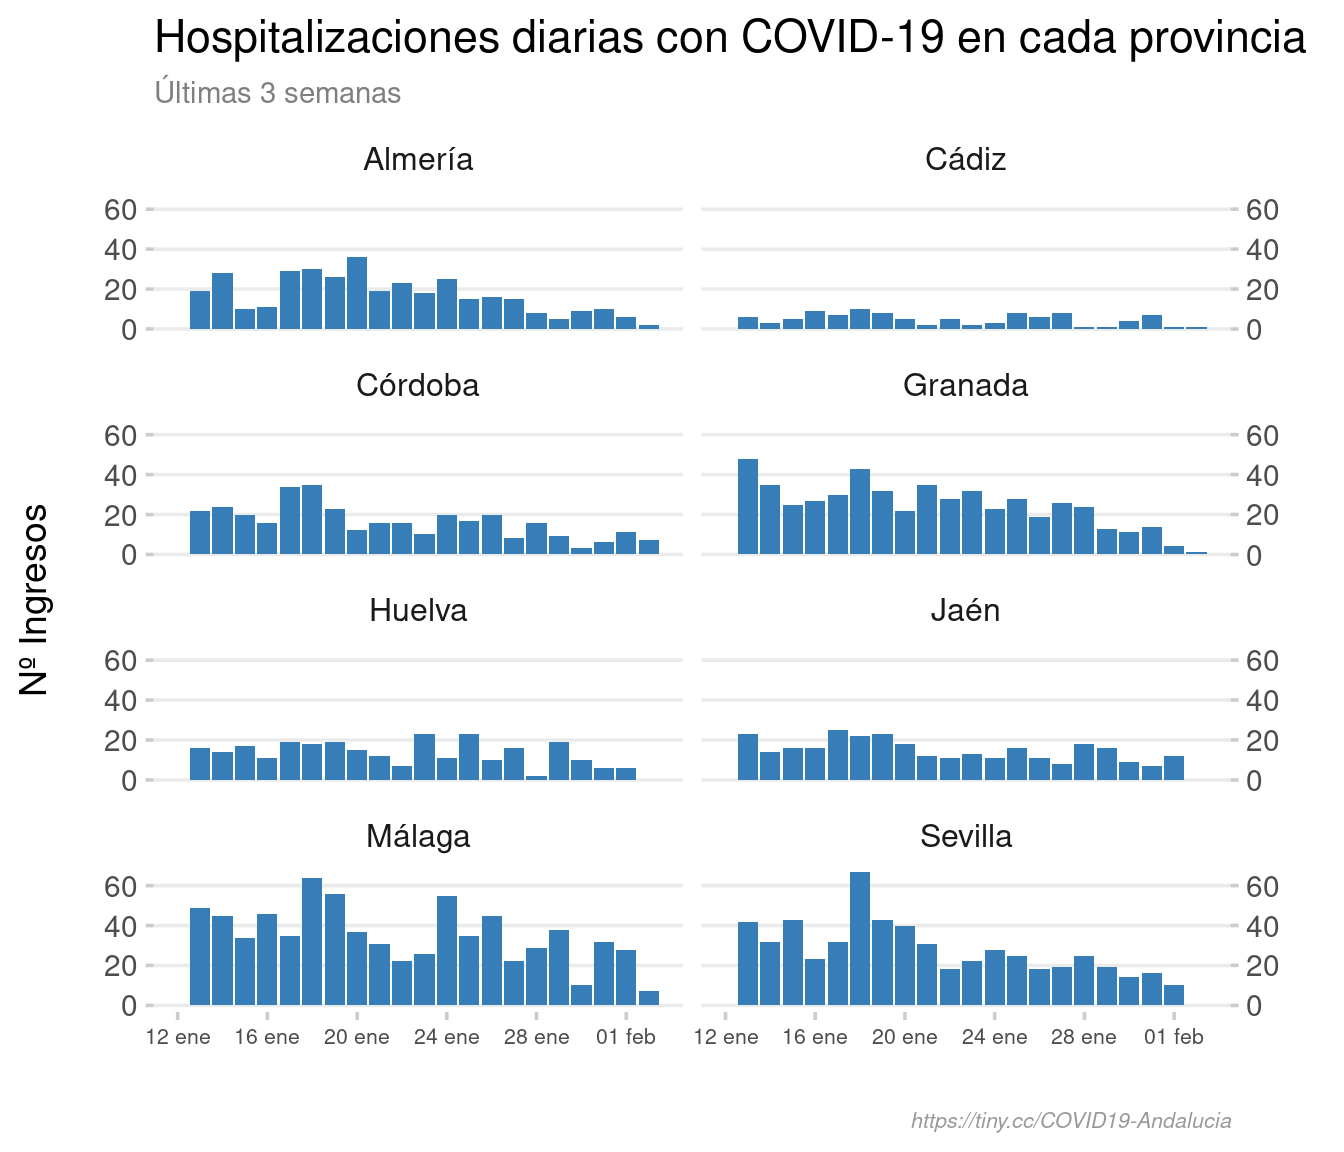 Hospitalizaciones diarias con COVID-19 en cada provincia
Últimas 3 semanas
Almería
Cádiz
60
40
20
0
60
40
20
0
Córdoba
Granada
60
40
20
0
60
40
20
0
Nº Ingresos
Huelva
Jaén
60
40
20
0
60
40
20
0
Málaga
Sevilla
60
40
20
0
60
40
20
0
12 ene 16 ene 20 ene 24 ene 28 ene 01 feb
12 ene 16 ene 20 ene 24 ene 28 ene 01 feb
https://tiny.cc/COVID19-Andalucia